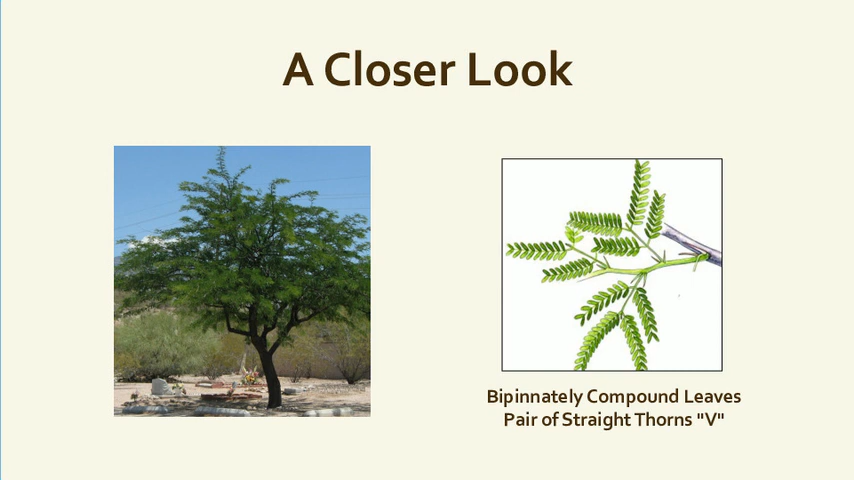 A Closer Look
Bipinnately Compound Leaves
Pair of Straight Thorns "V"